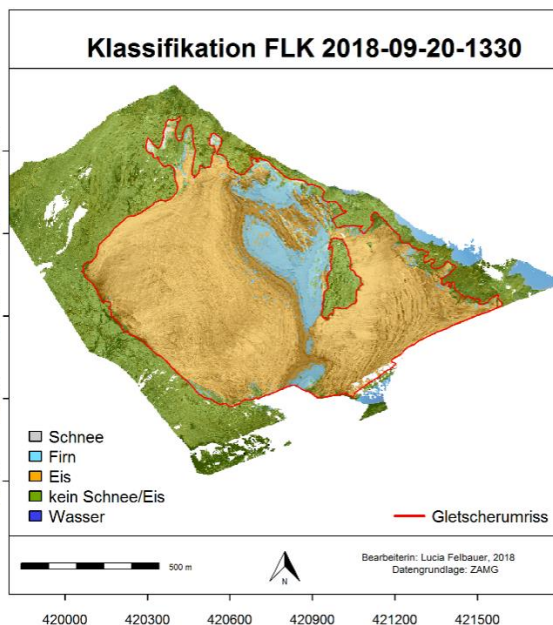 Klassifikation FLK 2018-09-20-1330
Schnee
Firn
Eis
kein Schnee/Eis
Wasser
Gletscherumriss
500 m
N
Bearbeiterin: Lucia Felbauer, 2018
Datengrundlage: ZAMG
420000 420300 420600 420900 421200 421500